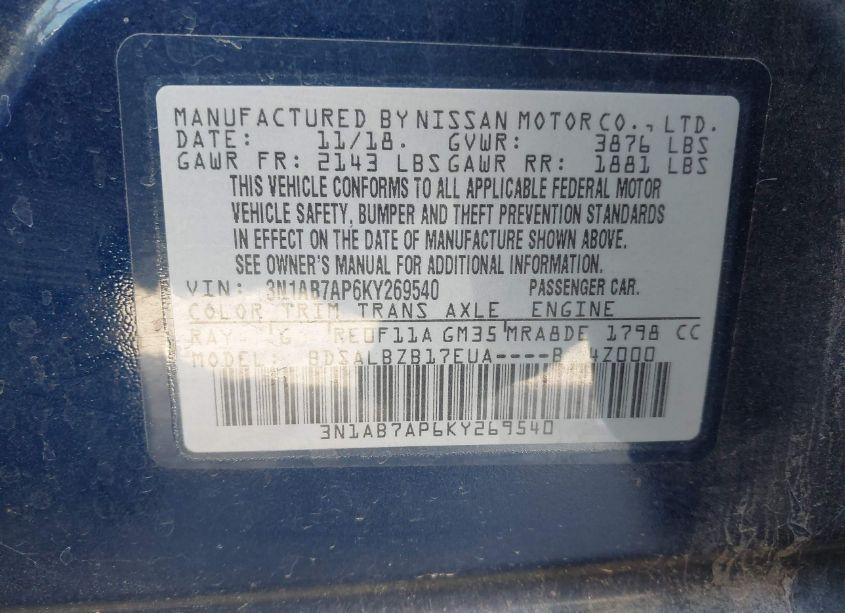 MANUFACTURED BY NISSAN MOTOR CO., LTD.
DATE: 11/18. GVWR: 3876 LBS
GAWR FR: 2143 LBS GAWR RR: 1881 LBS
THIS VEHICLE CONFORMS TO ALL APPLICABLE FEDERAL MOTOR
VEHICLE SAFETY, BUMPER AND THEFT PREVENTION STANDARDS
IN EFFECT ON THE DATE OF MANUFACTURE SHOWN ABOVE.
SEE OWNER'S MANUAL FOR ADDITIONAL INFORMATION.
VIN: 3N1AB7AP6KY269540 PASSENGER CAR.
COLOR TRIM TRANS AXLE ENGINE
RAY G RE0F11A GM35 MRA8DE 1798 CC
MODEL:
3N1AB7AP6KY269540